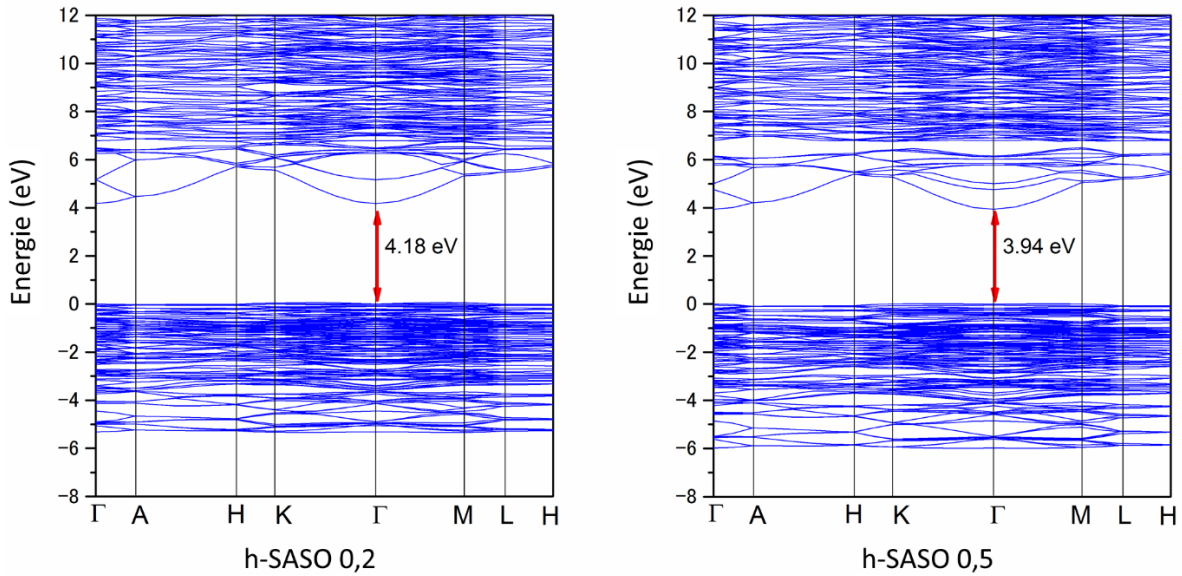 12
10
8
6
4
2
0
−2
−4
−6
−8
Energie (eV)
4.18 eV
Γ A H K Γ M L H
h-SASO 0,2
12
10
8
6
4
2
0
−2
−4
−6
−8
Energie (eV)
3.94 eV
Γ A H K Γ M L H
h-SASO 0,5